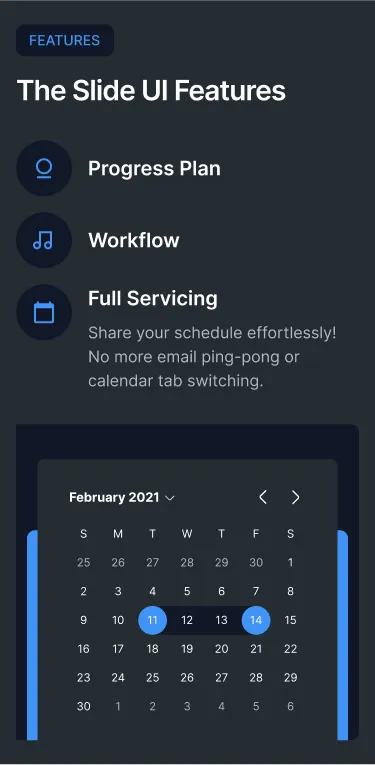 FEATURES
The Slide UI Features
Progress Plan
Workflow
Full Servicing
Share your schedule effortlessly!
No more email ping-pong or
calendar tab switching.
February 2021
S M T W T F S
25 26 27 28 29 30 1
2 3 4 5 6 7 8
9 10 11 12 13 14 15
16 17 18 19 20 21 22
23 24 25 26 27 28 29
30 1 2 3 4 5 6